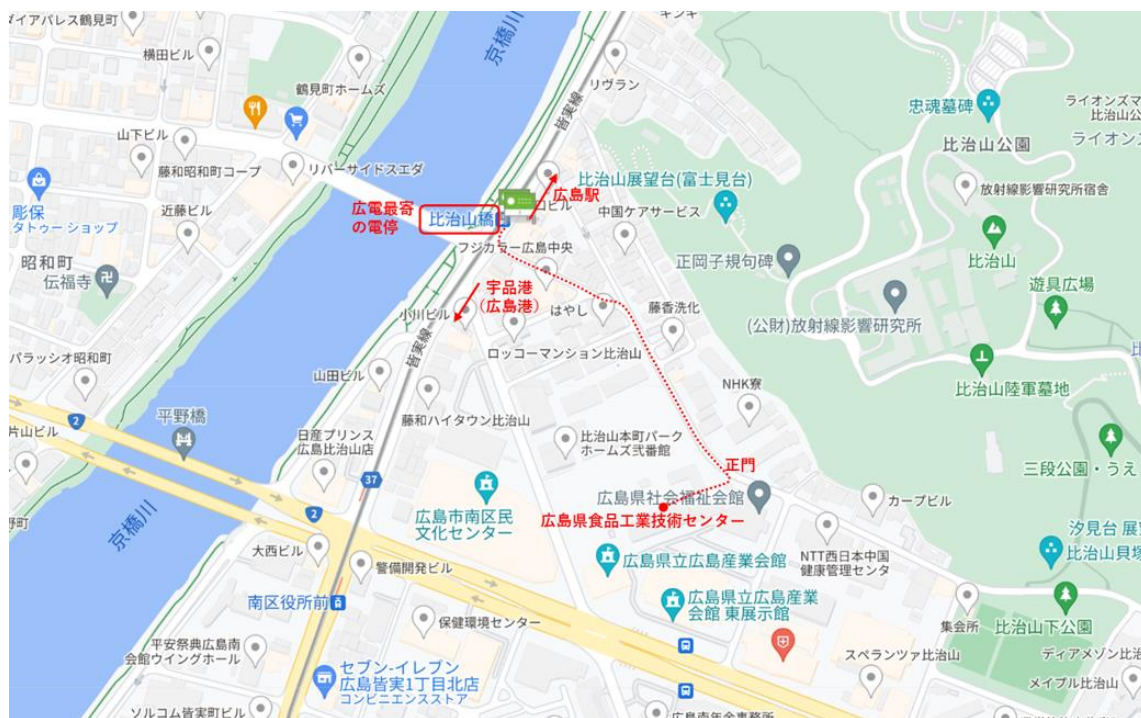 ダイアパレス鶴見町
横田ビル
鶴見町ホームズ
京橋川
皆実線
キンキ
リヴラン
忠魂墓碑
ライオンズマ
比治山公
ライオンズ
比治山公園
山下ビル
藤和昭和町コープ
リバーサイドスエダ
彫保
タトゥーショップ
近藤ビル
昭和町
伝福寺
広電最寄
の電停
比治山橋
広島駅
比治山展望台(富士見台)
中国ケアサービス
放射線影響研究所宿舎
比治山
フジカラー広島中央
正岡子規句碑
遊具広場
宇品港
(広島港)
小川ビル
はやし
藤香洗化
(公財)放射線影響研究所
パラッシオ昭和町
皆実線
ロッコーマンション比治山
山田ビル
NHK寮
比治山陸軍墓地
2
平野橋
片山ビル
藤和ハイタウン比治山
日産プリンス
広島比治山店
比治山本町パーク
ホームズ弐番館
三段公園・うえ
37
正門
広島県社会福祉会館
広島県食品工業技術センター
カープビル
広島市南区民
文化センター
2
京橋川
大西ビル
警備開発ビル
広島県立広島産業会館
NTT西日本中国
健康管理センタ
汐見台 展望
比治山貝塚
南区役所前
広島県立広島産業
会館 東展示館
保健環境センター
集会所
比治山下公園
平安祭典広島南
会館ウイングホール
スペランツァ比治山
ディアメゾン比治
セブン-イレブン
広島皆実1丁目北店
コンビニエンスストア
メイプル比治山
ソルコム皆実町ビル
広島南年金事務所